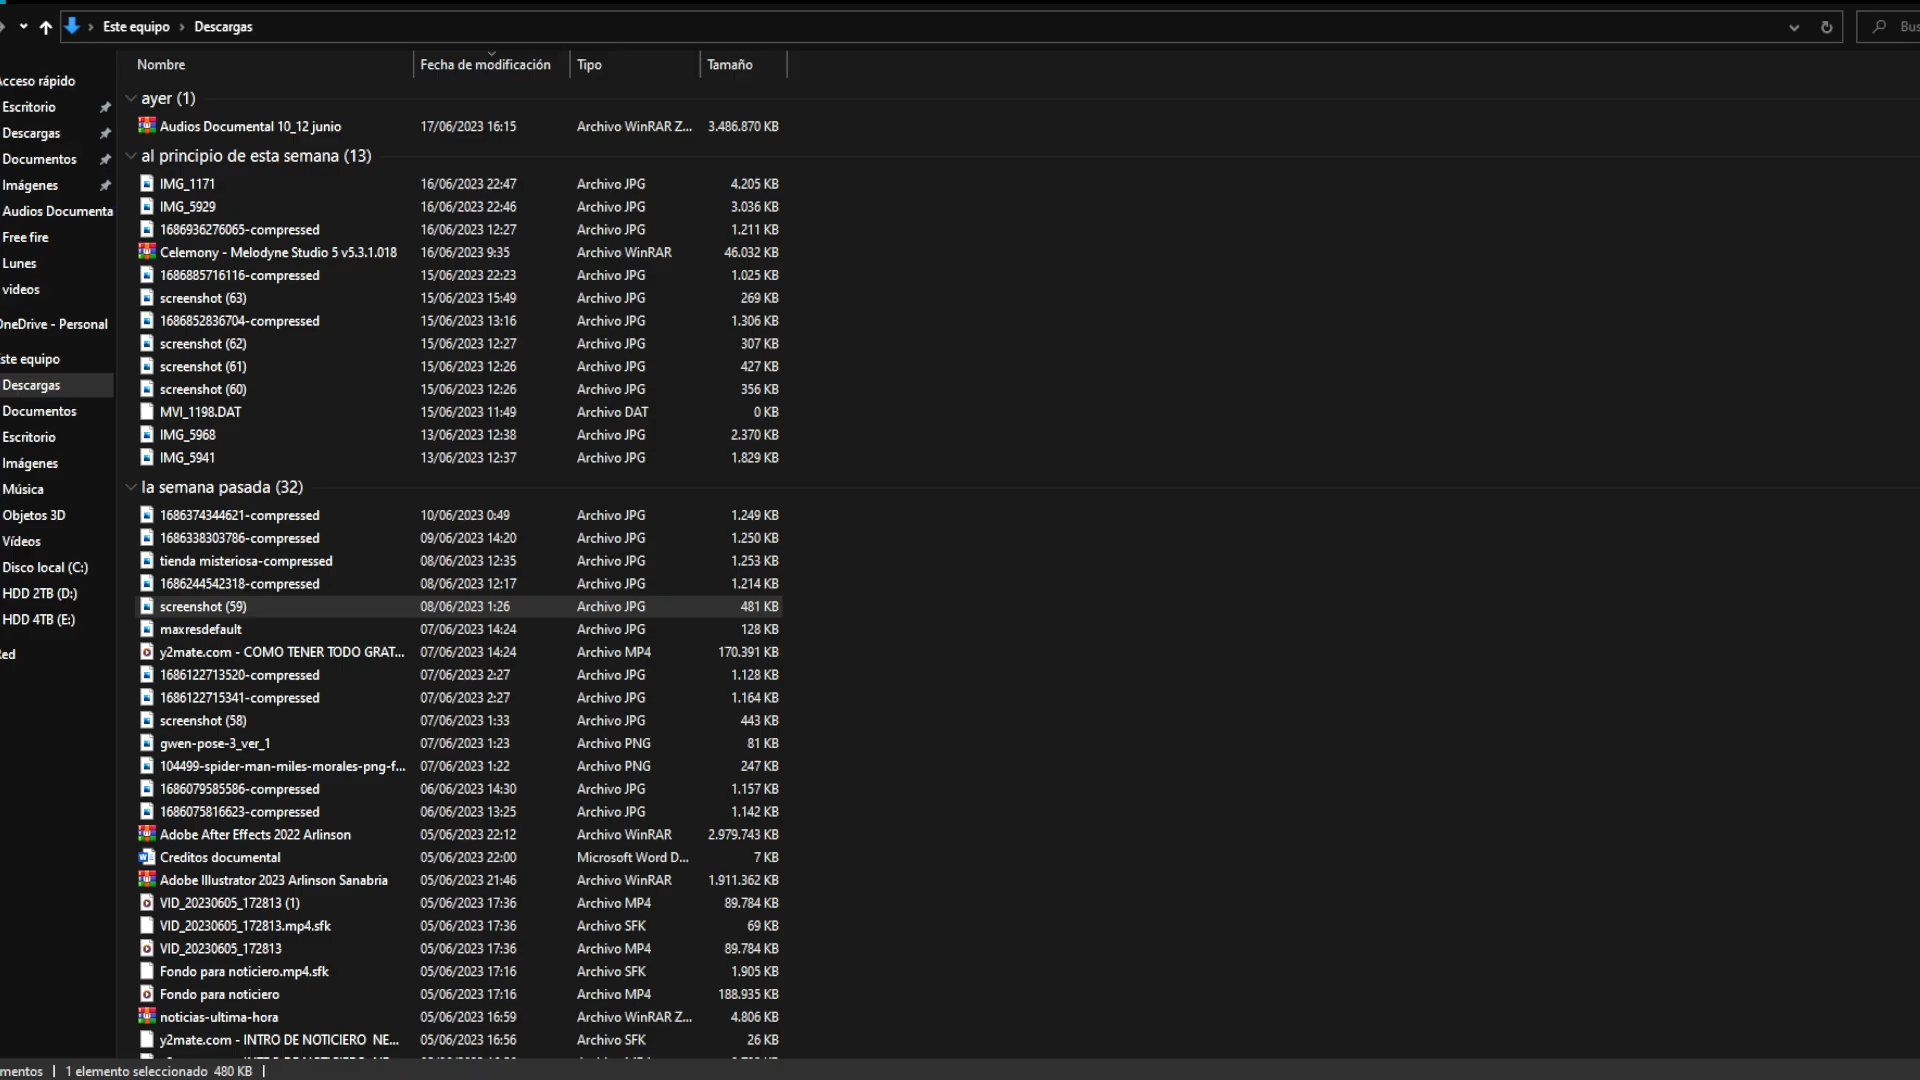 Este equipo > Descargas
Bus
Nombre Fecha de modificación Tipo Tamaño
Acceso rápido
Escritorio
Descargas
Documentos
Imágenes
Audios Documenta
Free fire
Lunes
videos
OneDrive - Personal
ste equipo
Descargas
Documentos
Escritorio
Imágenes
Música
Objetos 3D
Vídeos
Disco local (C:)
HDD 2TB (D:)
HDD 4TB (E:)
ed
ayer (1)
Audios Documental 10_12 junio 17/06/2023 16:15 Archivo WinRAR Z... 3.486.870 KB
al principio de esta semana (13)
IMG_1171 16/06/2023 22:47 Archivo JPG 4.205 KB
IMG_5929 16/06/2023 22:46 Archivo JPG 3.036 KB
1686936276065-compressed 16/06/2023 12:27 Archivo JPG 1.211 KB
Celemony - Melodyne Studio 5 v5.3.1.018 16/06/2023 9:35 Archivo WinRAR 46.032 KB
1686885716116-compressed 15/06/2023 22:23 Archivo JPG 1.025 KB
screenshot (63) 15/06/2023 15:49 Archivo JPG 269 KB
1686852836704-compressed 15/06/2023 13:16 Archivo JPG 1.306 KB
screenshot (62) 15/06/2023 12:27 Archivo JPG 307 KB
screenshot (61) 15/06/2023 12:26 Archivo JPG 427 KB
screenshot (60) 15/06/2023 12:26 Archivo JPG 356 KB
MVI_1198.DAT 15/06/2023 11:49 Archivo DAT 0 KB
IMG_5968 13/06/2023 12:38 Archivo JPG 2.370 KB
IMG_5941 13/06/2023 12:37 Archivo JPG 1.829 KB
la semana pasada (32)
1686374344621-compressed 10/06/2023 0:49 Archivo JPG 1.249 KB
1686338303786-compressed 09/06/2023 14:20 Archivo JPG 1.250 KB
tienda misteriosa-compressed 08/06/2023 12:35 Archivo JPG 1.253 KB
1686244542318-compressed 08/06/2023 12:17 Archivo JPG 1.214 KB
screenshot (59) 08/06/2023 1:26 Archivo JPG 481 KB
maxresdefault 07/06/2023 14:24 Archivo JPG 128 KB
y2mate.com - COMO TENER TODO GRAT... 07/06/2023 14:24 Archivo MP4 170.391 KB
1686122713520-compressed 07/06/2023 2:27 Archivo JPG 1.128 KB
1686122715341-compressed 07/06/2023 2:27 Archivo JPG 1.164 KB
screenshot (58) 07/06/2023 1:33 Archivo JPG 443 KB
gwen-pose-3_ver_1 07/06/2023 1:23 Archivo PNG 81 KB
104499-spider-man-miles-morales-png-f... 07/06/2023 1:22 Archivo PNG 247 KB
1686079585586-compressed 06/06/2023 14:30 Archivo JPG 1.157 KB
1686075816623-compressed 06/06/2023 13:25 Archivo JPG 1.142 KB
Adobe After Effects 2022 Arlinson 05/06/2023 22:12 Archivo WinRAR 2.979.743 KB
Creditos documental 05/06/2023 22:00 Microsoft Word D... 7 KB
Adobe Illustrator 2023 Arlinson Sanabria 05/06/2023 21:46 Archivo WinRAR 1.911.362 KB
VID_20230605_172813 (1) 05/06/2023 17:36 Archivo MP4 89.784 KB
VID_20230605_172813.mp4.sfk 05/06/2023 17:36 Archivo SFK 69 KB
VID_20230605_172813 05/06/2023 17:36 Archivo MP4 89.784 KB
Fondo para noticiero.mp4.sfk 05/06/2023 17:16 Archivo SFK 1.905 KB
Fondo para noticiero 05/06/2023 17:16 Archivo MP4 188.935 KB
noticias-ultima-hora 05/06/2023 16:59 Archivo WinRAR Z... 4.806 KB
y2mate.com - INTRO DE NOTICIERO NE... 05/06/2023 16:56 Archivo SFK 26 KB
mentos | 1 elemento seleccionado 480 KB |